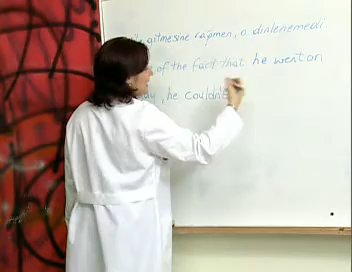 gitmesine rağmen, o dinlenemedi.
of the fact that he went on
, he couldn't